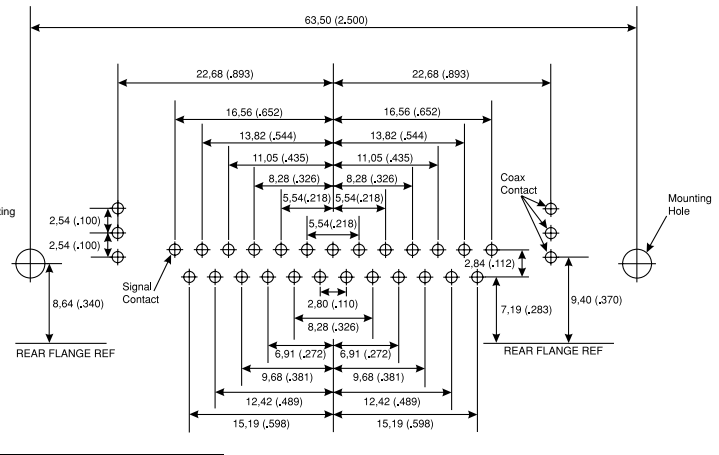 63,50 (2.500)
22,68 (.893) 22,68 (.893)
16,56 (.652) 16,56 (.652)
13,82 (.544) 13,82 (.544)
11,05 (.435) 11,05 (.435)
8,28 (.326) 8,28 (.326)
5,54(.218) 5,54(.218)
5,54(.218)
Coax
Contact
Mounting
Hole
ting
2,54 (.100)
2,54 (.100)
2,84 (.112)
Signal
Contact
8,64 (.340)
2,80 (.110)
7,19 (.283)
9,40 (.370)
8,28 (.326)
REAR FLANGE REF
REAR FLANGE REF
6,91 (.272) 6,91 (.272)
9,68 (.381) 9,68 (.381)
12,42 (.489) 12,42 (.489)
15,19 (.598) 15,19 (.598)